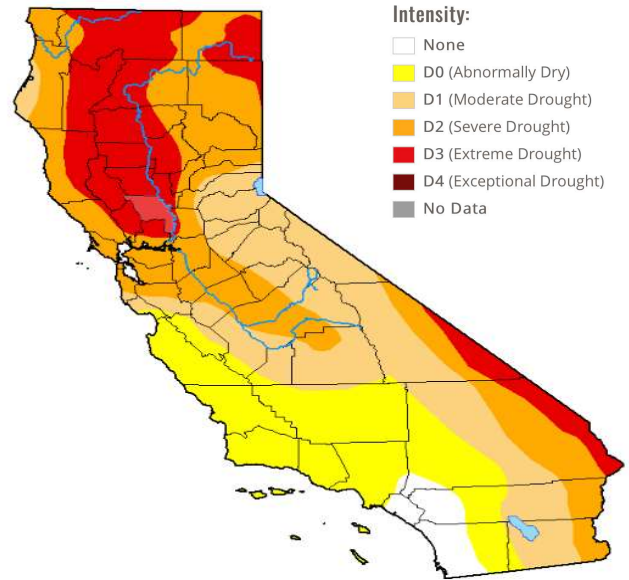 Intensity:
None
D0 (Abnormally Dry)
D1 (Moderate Drought)
D2 (Severe Drought)
D3 (Extreme Drought)
D4 (Exceptional Drought)
No Data